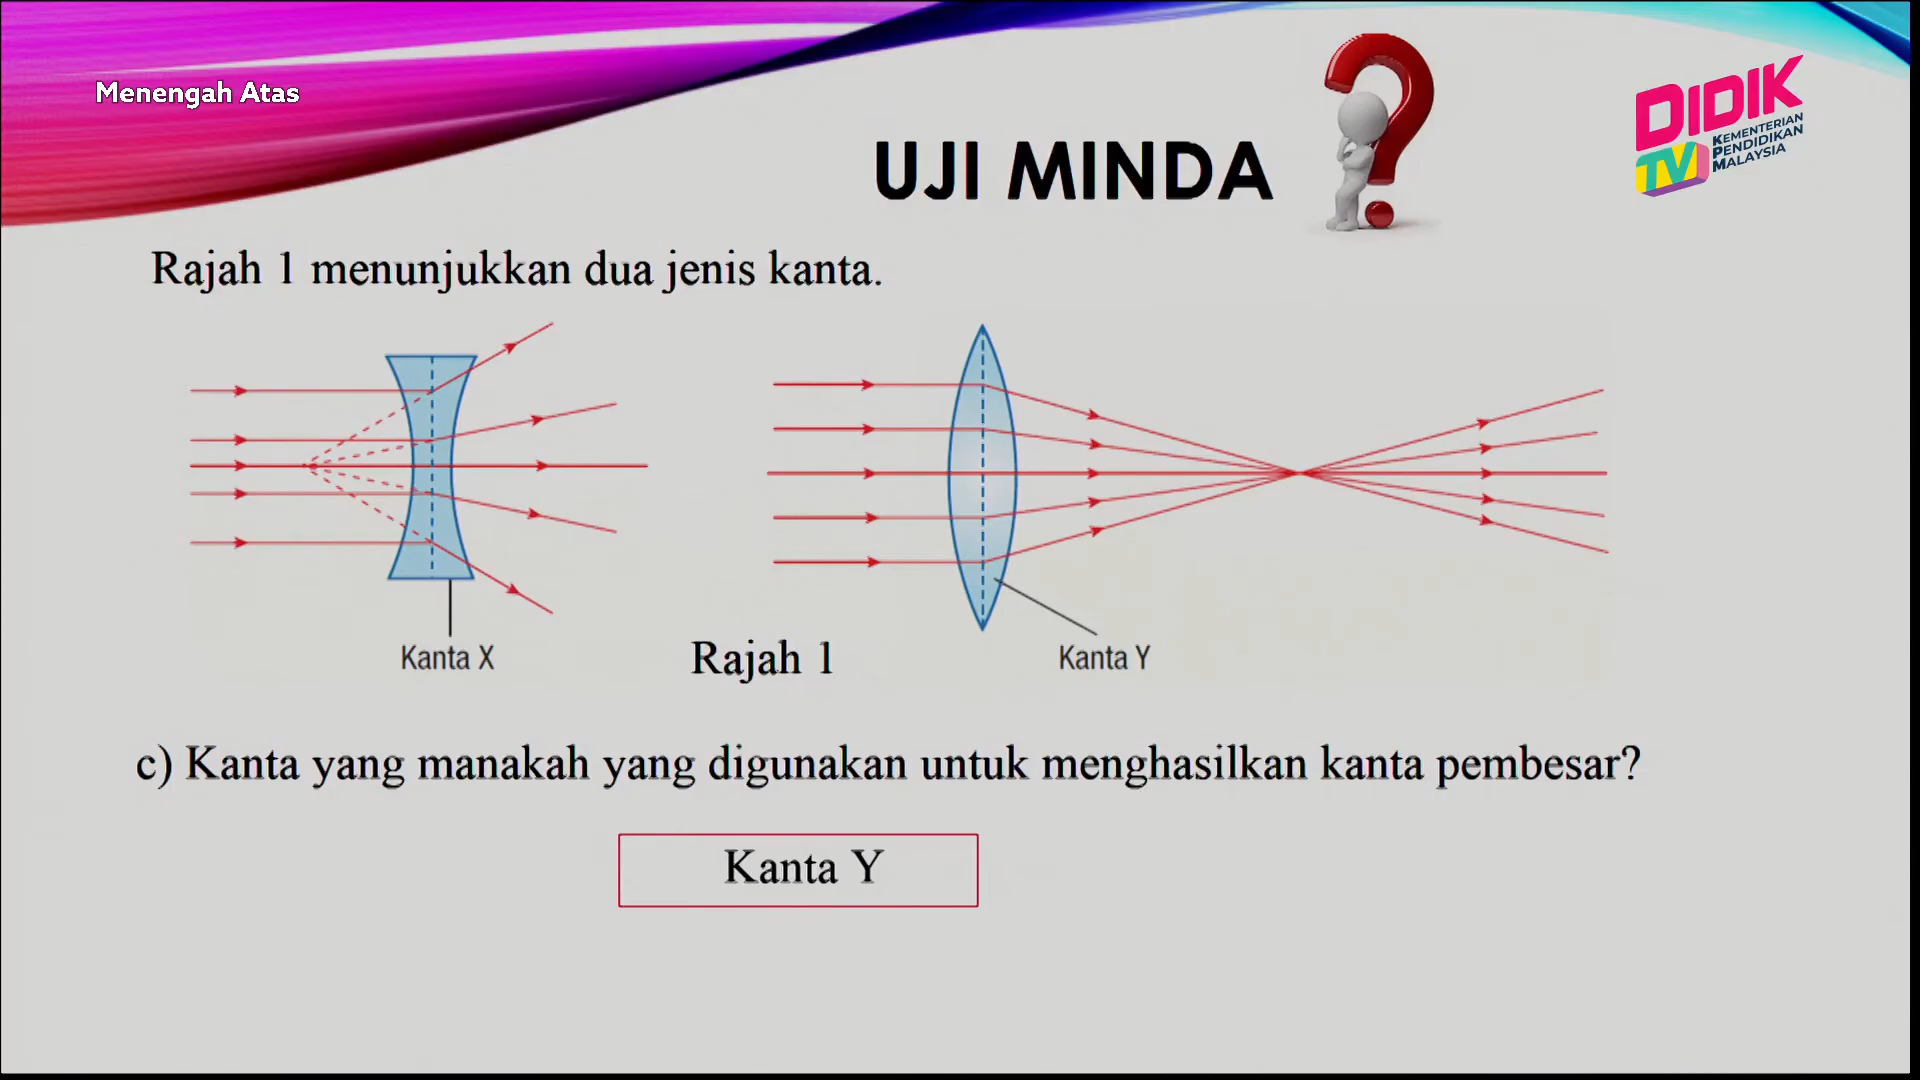 Menengah Atas
DIDIK
TV
KEMENTERIAN
PENDIDIKAN
MALAYSIA
UJI MINDA
Rajah 1 menunjukkan dua jenis kanta.
Kanta X
Rajah 1
Kanta Y
c) Kanta yang manakah yang digunakan untuk menghasilkan kanta pembesar?
Kanta Y